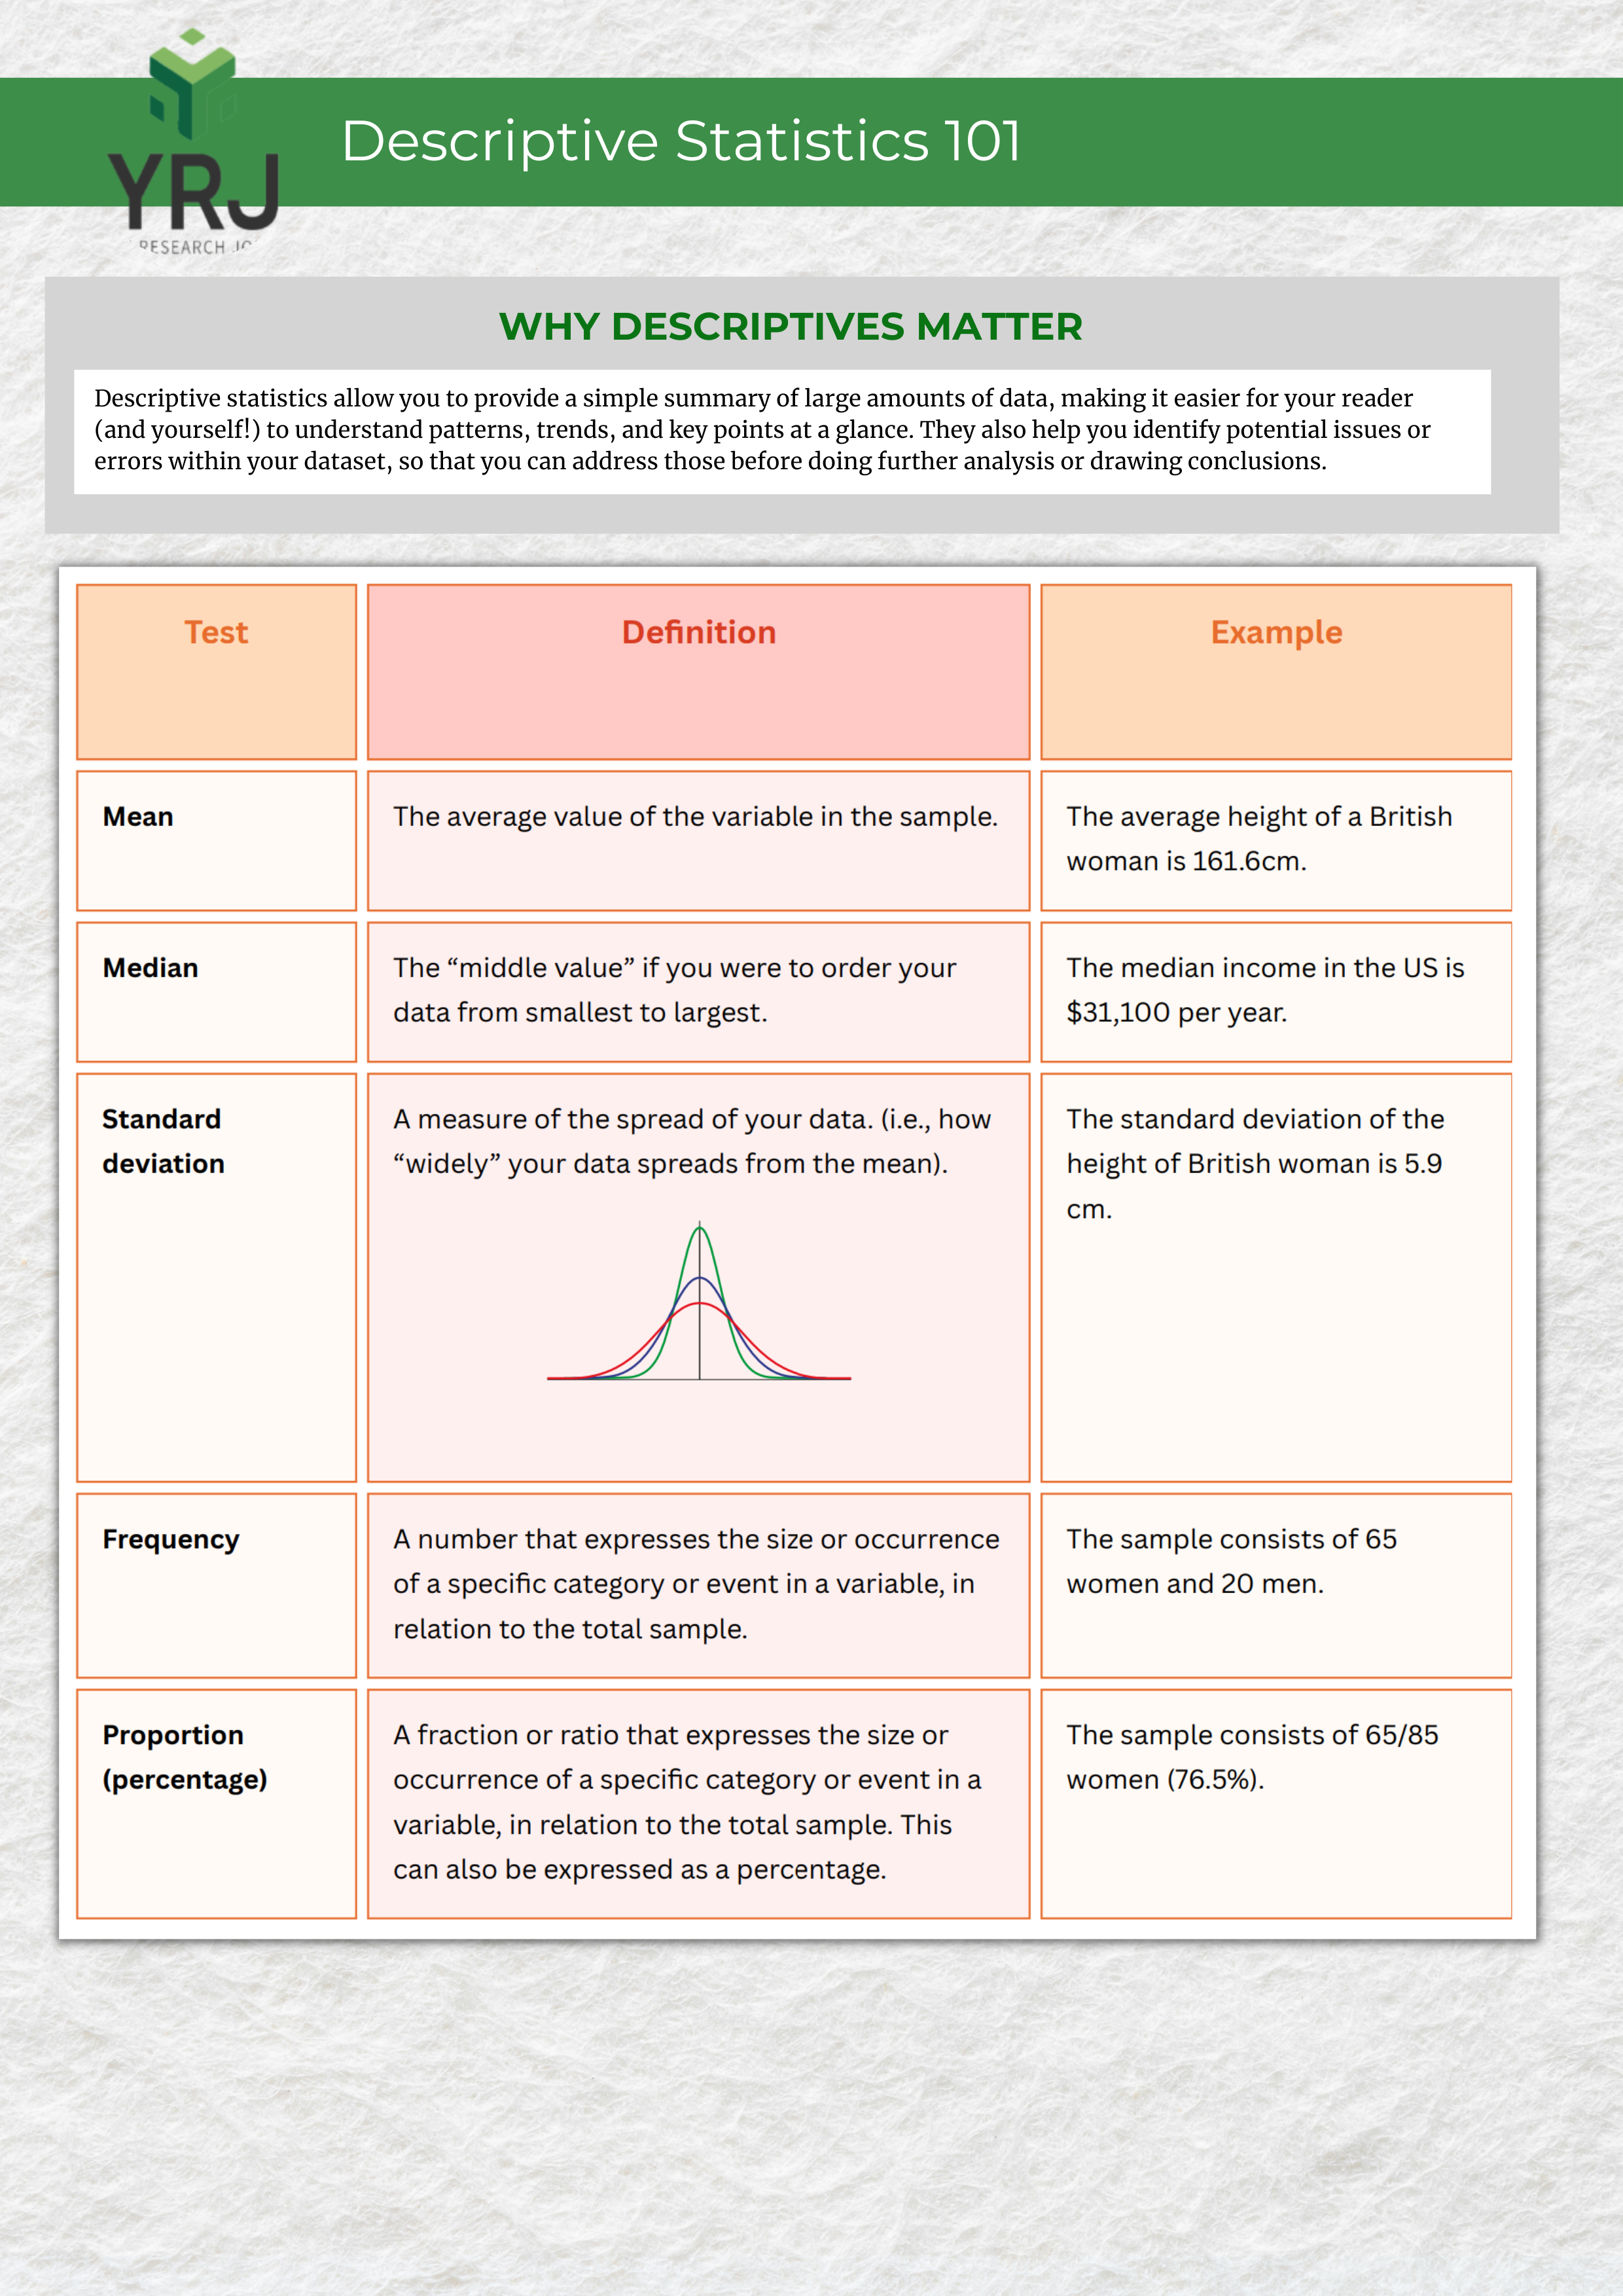 Descriptive Statistics 101
YRJ
RESEARCH
WHY DESCRIPTIVES MATTER
Descriptive statistics allow you to provide a simple summary of large amounts of data, making it easier for your reader
(and yourself!) to understand patterns, trends, and key points at a glance. They also help you identify potential issues or
errors within your dataset, so that you can address those before doing further analysis or drawing conclusions.
Test
Definition
Example
Mean
The average value of the variable in the sample.
The average height of a British
woman is 161.6cm.
Median
The “middle value” if you were to order your
data from smallest to largest.
The median income in the US is
$31,100 per year.
Standard
deviation
A measure of the spread of your data. (i.e., how
“widely” your data spreads from the mean).
The standard deviation of the
height of British woman is 5.9
cm.
Frequency
A number that expresses the size or occurrence
of a specific category or event in a variable, in
relation to the total sample.
The sample consists of 65
women and 20 men.
Proportion
(percentage)
A fraction or ratio that expresses the size or
occurrence of a specific category or event in a
variable, in relation to the total sample. This
can also be expressed as a percentage.
The sample consists of 65/85
women (76.5%).